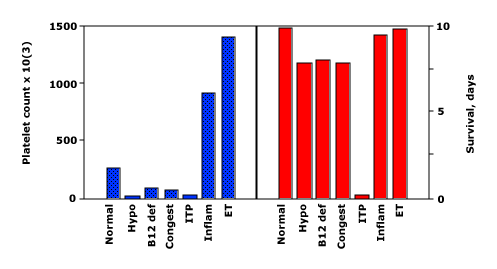 Platelet count x 10(3)
1500
1000
500
0
Normal
Hypo
B12 def
Congest
ITP
Inflam
ET
Normal
Hypo
B12 def
Congest
ITP
Inflam
ET
10
5
0
Survival, days